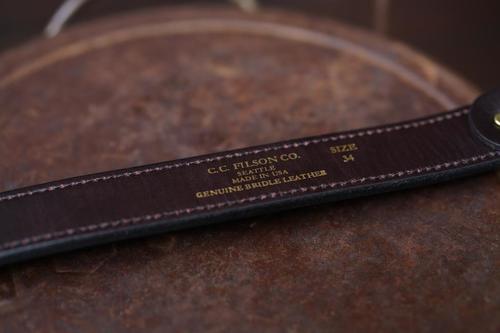 C.C. FILSON CO.
SEATTLE
MADE IN USA
GENUINE BRIDLE LEATHER
SIZE
34